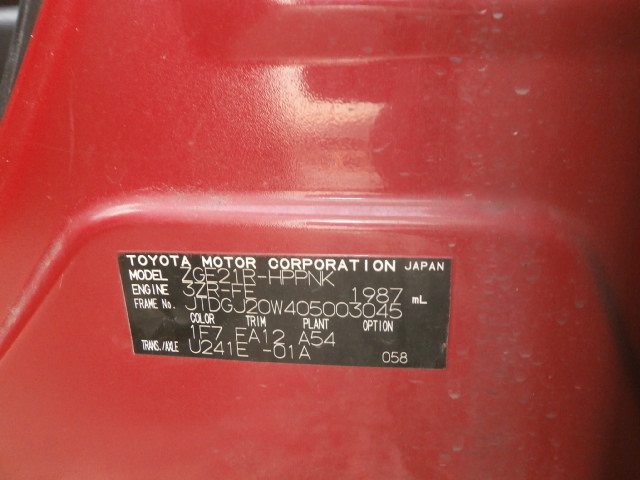 TOYOTA MOTOR CORPORATION JAPAN
MODEL ZGE21R-HPPNK
ENGINE 3ZR-FE 1987 mL
FRAME No. JTDGJ20W405003045
COLOR TRIM PLANT OPTION
1F7 FA12 A54
TRANS./AXLE U241E -01A 058